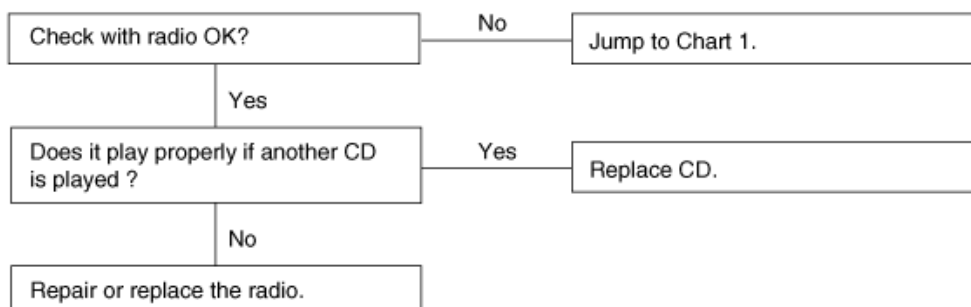 Check with radio OK?
No
Jump to Chart 1.
Yes
Does it play properly if another CD
is played ?
Yes
Replace CD.
No
Repair or replace the radio.